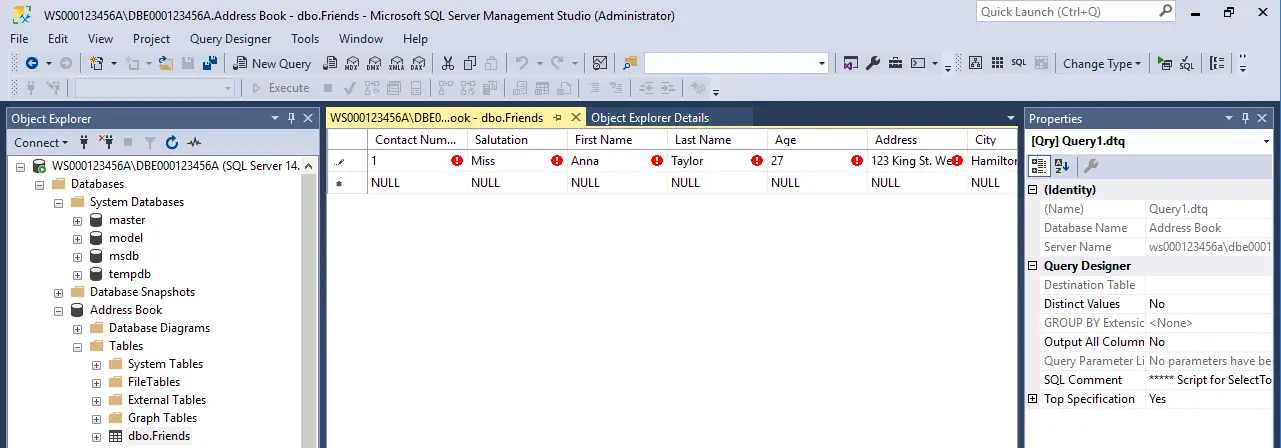 WS000123456A\DBE000123456A.Address Book - dbo.Friends - Microsoft SQL Server Management Studio (Administrator)
Quick Launch (Ctrl+Q)
File Edit View Project Query Designer Tools Window Help
New Query MDX DMX XMLA DAX SQL Change Type SQL
Execute
Object Explorer
WS000123456A\DBE0...ook - dbo.Friends Object Explorer Details
Properties
Connect
Contact Num... Salutation First Name Last Name Age Address City
[Qry] Query1.dtq
WS000123456A\DBE000123456A (SQL Server 14.
1 Miss Anna Taylor 27 123 King St. We Hamilton
NULL NULL NULL NULL NULL NULL NULL
Databases
System Databases
master
model
msdb
tempdb
Database Snapshots
Address Book
Database Diagrams
Tables
System Tables
FileTables
External Tables
Graph Tables
dbo.Friends
(Identity)
(Name) Query1.dtq
Database Name Address Book
Server Name ws000123456a\dbe0001
Query Designer
Destination Table
Distinct Values No
GROUP BY Extensic <None>
Output All Column No
Query Parameter Li No parameters have be
SQL Comment ***** Script for SelectTo
Top Specification Yes